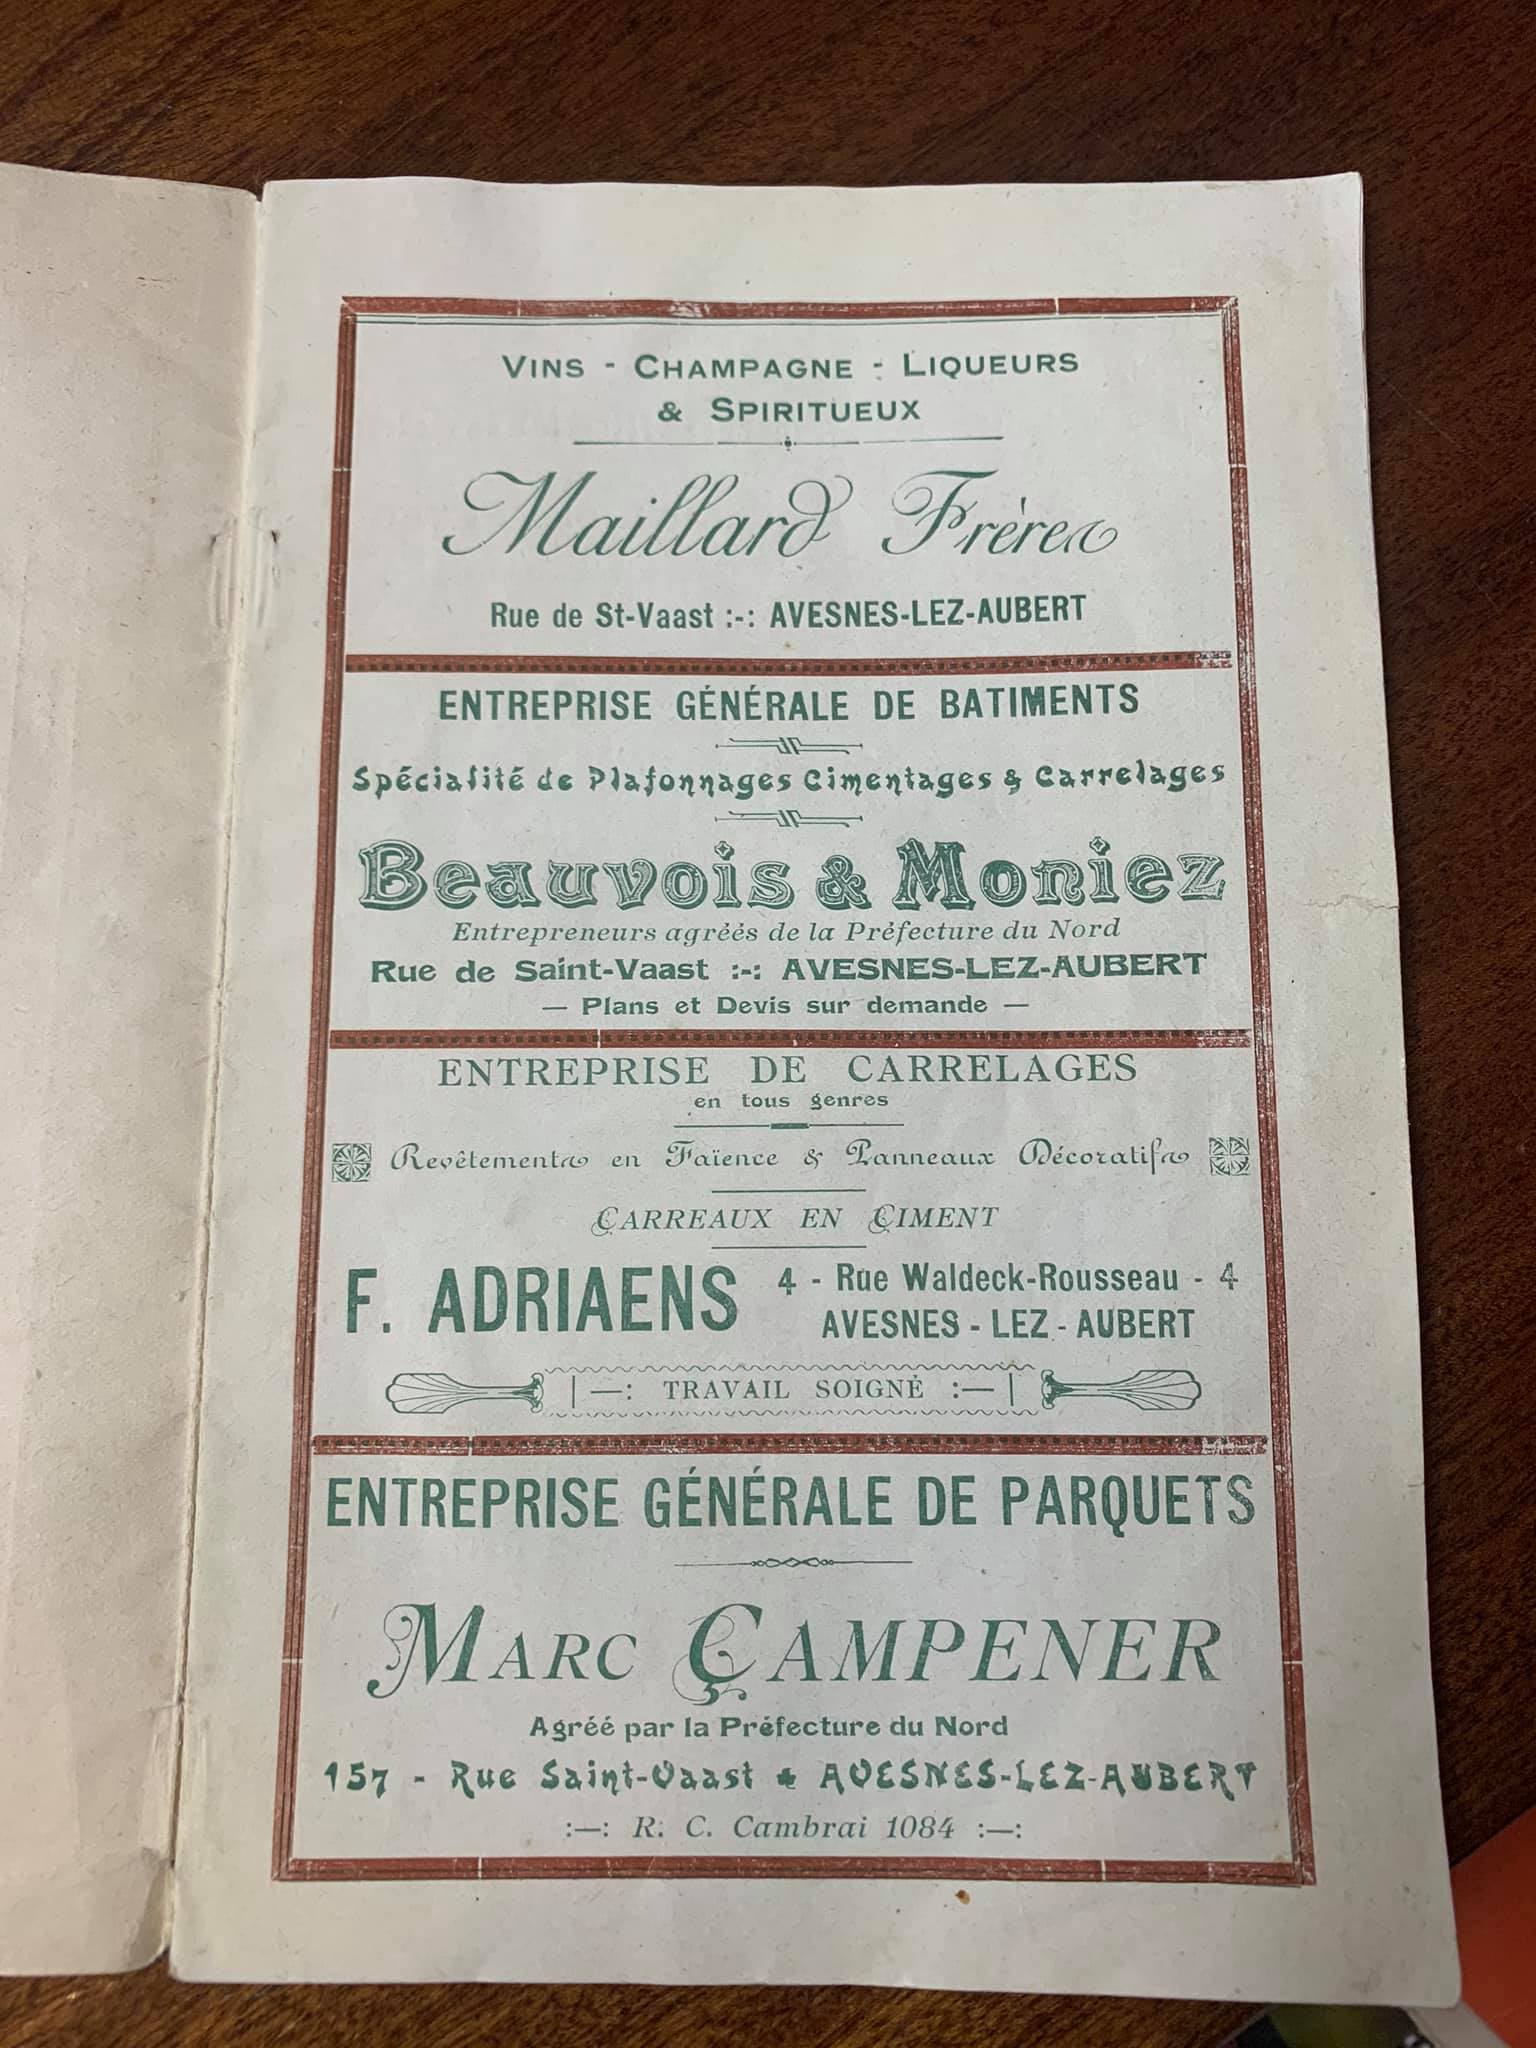 VINS - CHAMPAGNE - LIQUEURS
& SPIRITUEUX
Maillard Frères
Rue de St-Vaast :-: AVESNES-LEZ-AUBERT
ENTREPRISE GÉNÉRALE DE BATIMENTS
Spécialité de Plafonnages Cimentages & Carrelages
Beauvois & Moniez
Entrepreneurs agréés de la Préfecture du Nord
Rue de Saint-Vaast :-: AVESNES-LEZ-AUBERT
— Plans et Devis sur demande —
ENTREPRISE DE CARRELAGES
en tous genres
Revêtements en Faïence & Panneaux Décoratifs
CARREAUX EN CIMENT
F. ADRIAENS 4 - Rue Waldeck-Rousseau - 4
AVESNES - LEZ - AUBERT
|—: TRAVAIL SOIGNÉ :—|
ENTREPRISE GÉNÉRALE DE PARQUETS
MARC CAMPENER
Agréé par la Préfecture du Nord
157 - Rue Saint-Vaast AVESNES-LEZ-AUBERT
:—: R. C. Cambrai 1084 :—: